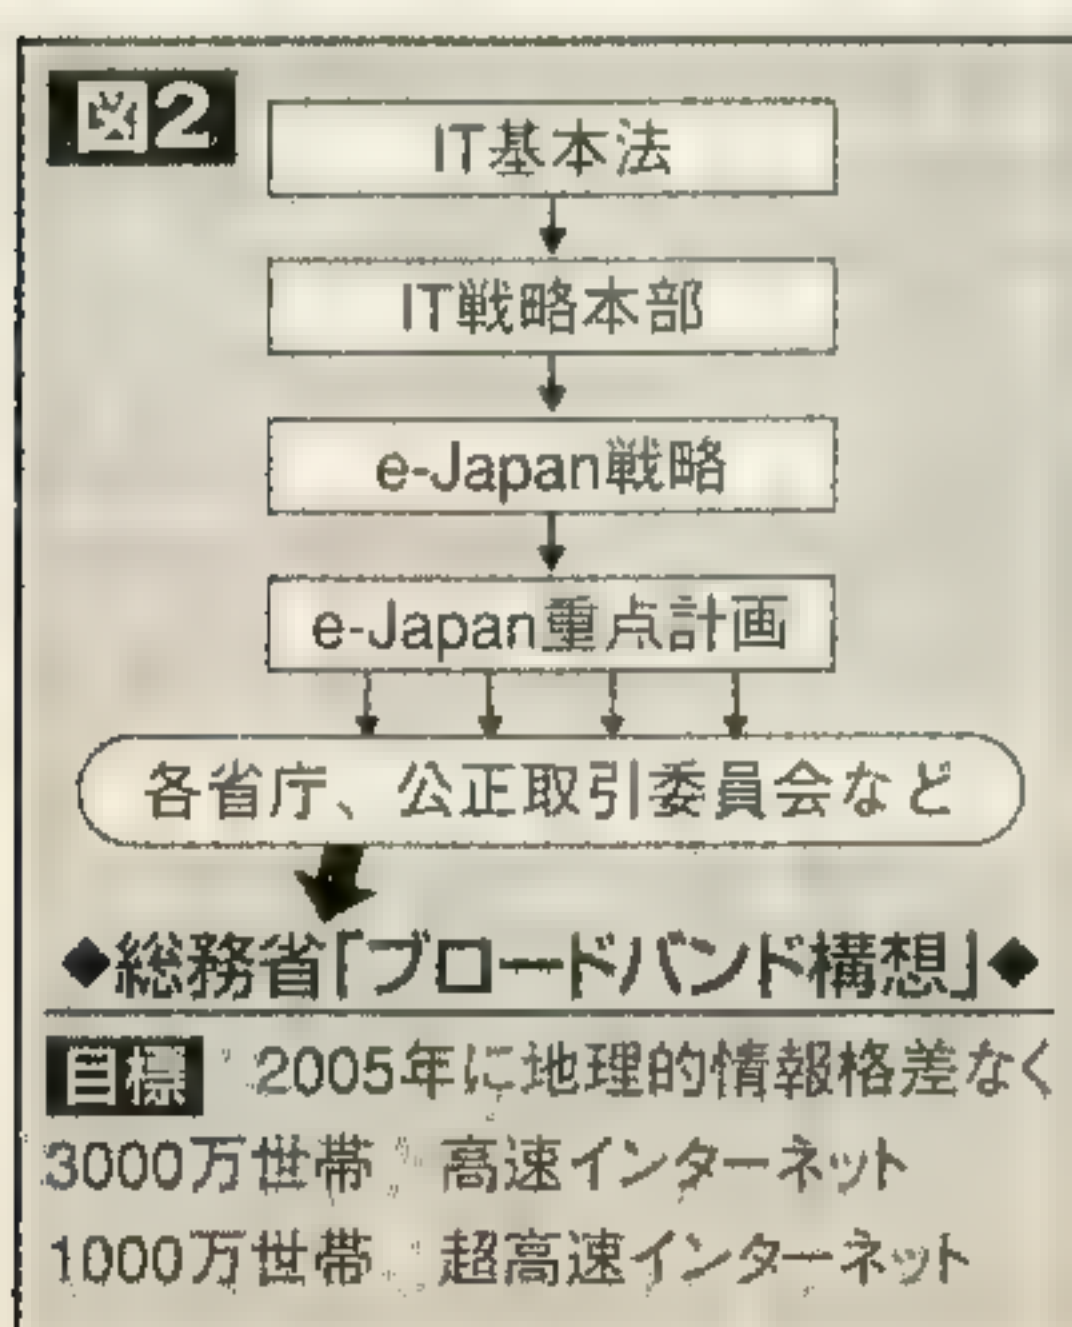 図2
IT基本法
IT戦略本部
e-Japan戦略
e-Japan重点計画
各省庁、公正取引委員会など
◆総務省「ブロードバンド構想」◆
目標 2005年に地理的情報格差なく
3000万世帯 高速インターネット
1000万世帯 超高速インターネット